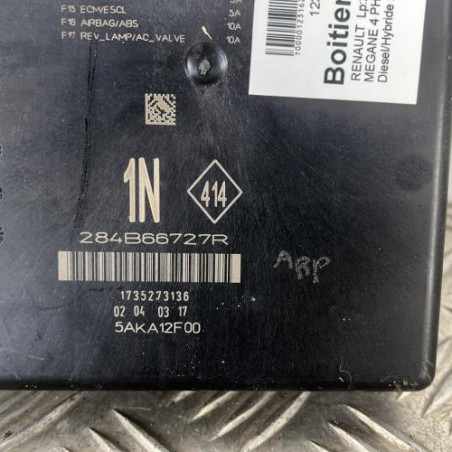 F15 ECM/ESCL
F16 AIRBAG/ABS 5A
F17 REV_LAMP/AC_VALVE 10A
10A
Boitier
RENAULT
MEGANE 4 PH
Diesel/Hybride
1N
414
284B66727R
1735273136
02 04 03 17
5AKA12F00
ABP